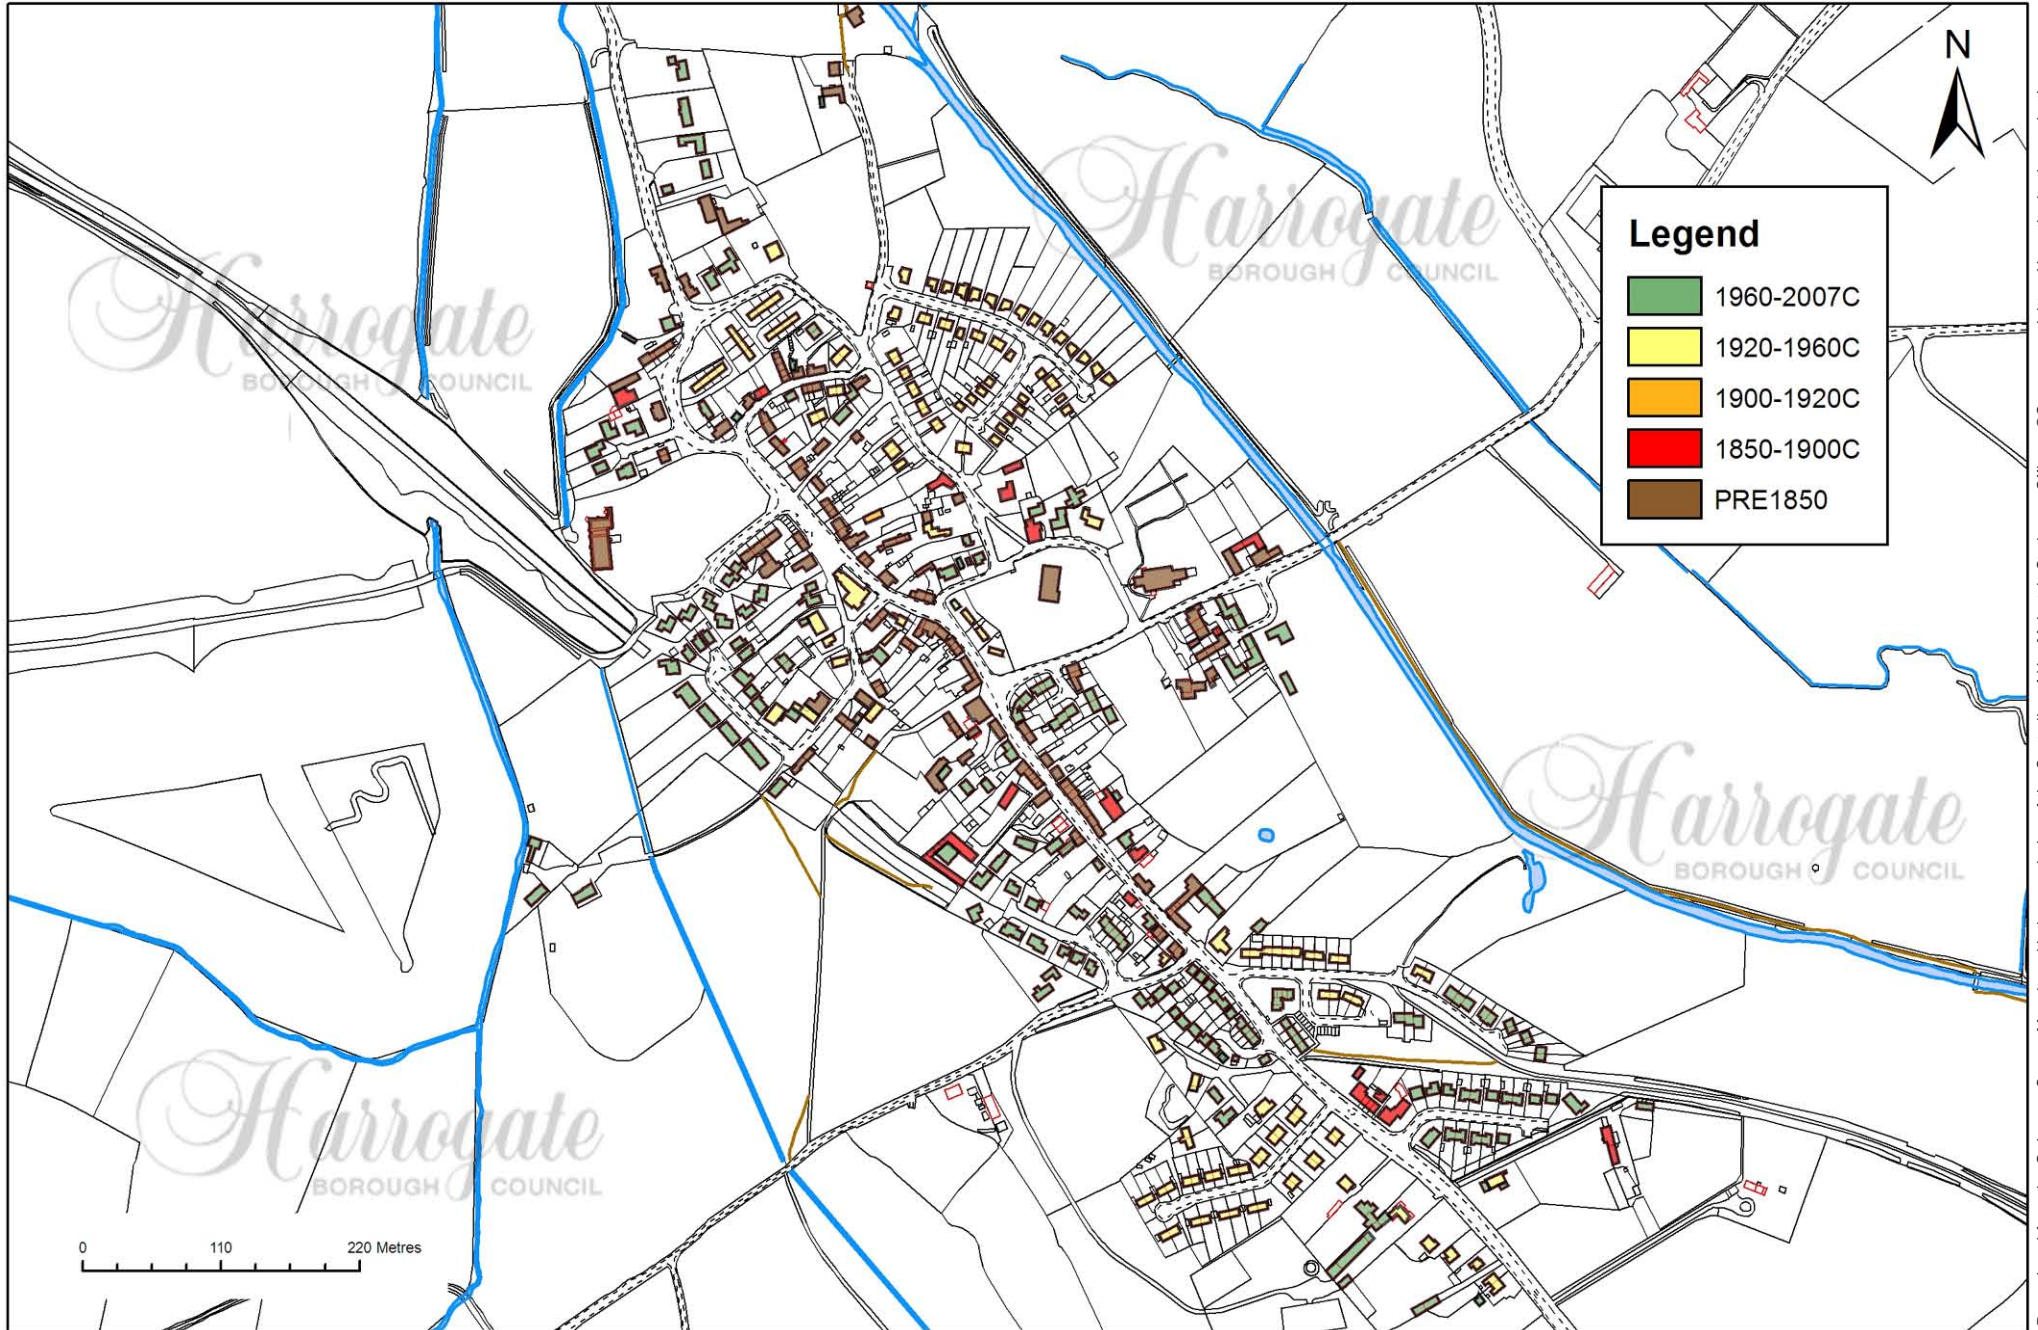 N
Harrogate
BOROUGH COUNCIL
Harrogate
BOROUGH COUNCIL
Legend
1960-2007C
1920-1960C
1900-1920C
1850-1900C
PRE1850
Harrogate
BOROUGH COUNCIL
Harrogate
BOROUGH COUNCIL
0 110 220 Metres